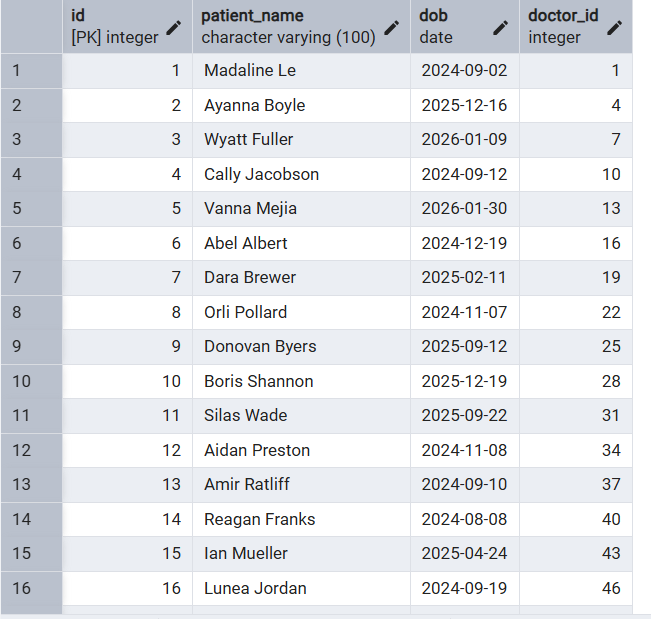 id patient_name dob doctor_id
[PK] integer character varying (100) date integer
1 1 Madaline Le 2024-09-02 1
2 2 Ayanna Boyle 2025-12-16 4
3 3 Wyatt Fuller 2026-01-09 7
4 4 Cally Jacobson 2024-09-12 10
5 5 Vanna Mejia 2026-01-30 13
6 6 Abel Albert 2024-12-19 16
7 7 Dara Brewer 2025-02-11 19
8 8 Orli Pollard 2024-11-07 22
9 9 Donovan Byers 2025-09-12 25
10 10 Boris Shannon 2025-12-19 28
11 11 Silas Wade 2025-09-22 31
12 12 Aidan Preston 2024-11-08 34
13 13 Amir Ratliff 2024-09-10 37
14 14 Reagan Franks 2024-08-08 40
15 15 Ian Mueller 2025-04-24 43
16 16 Lunea Jordan 2024-09-19 46